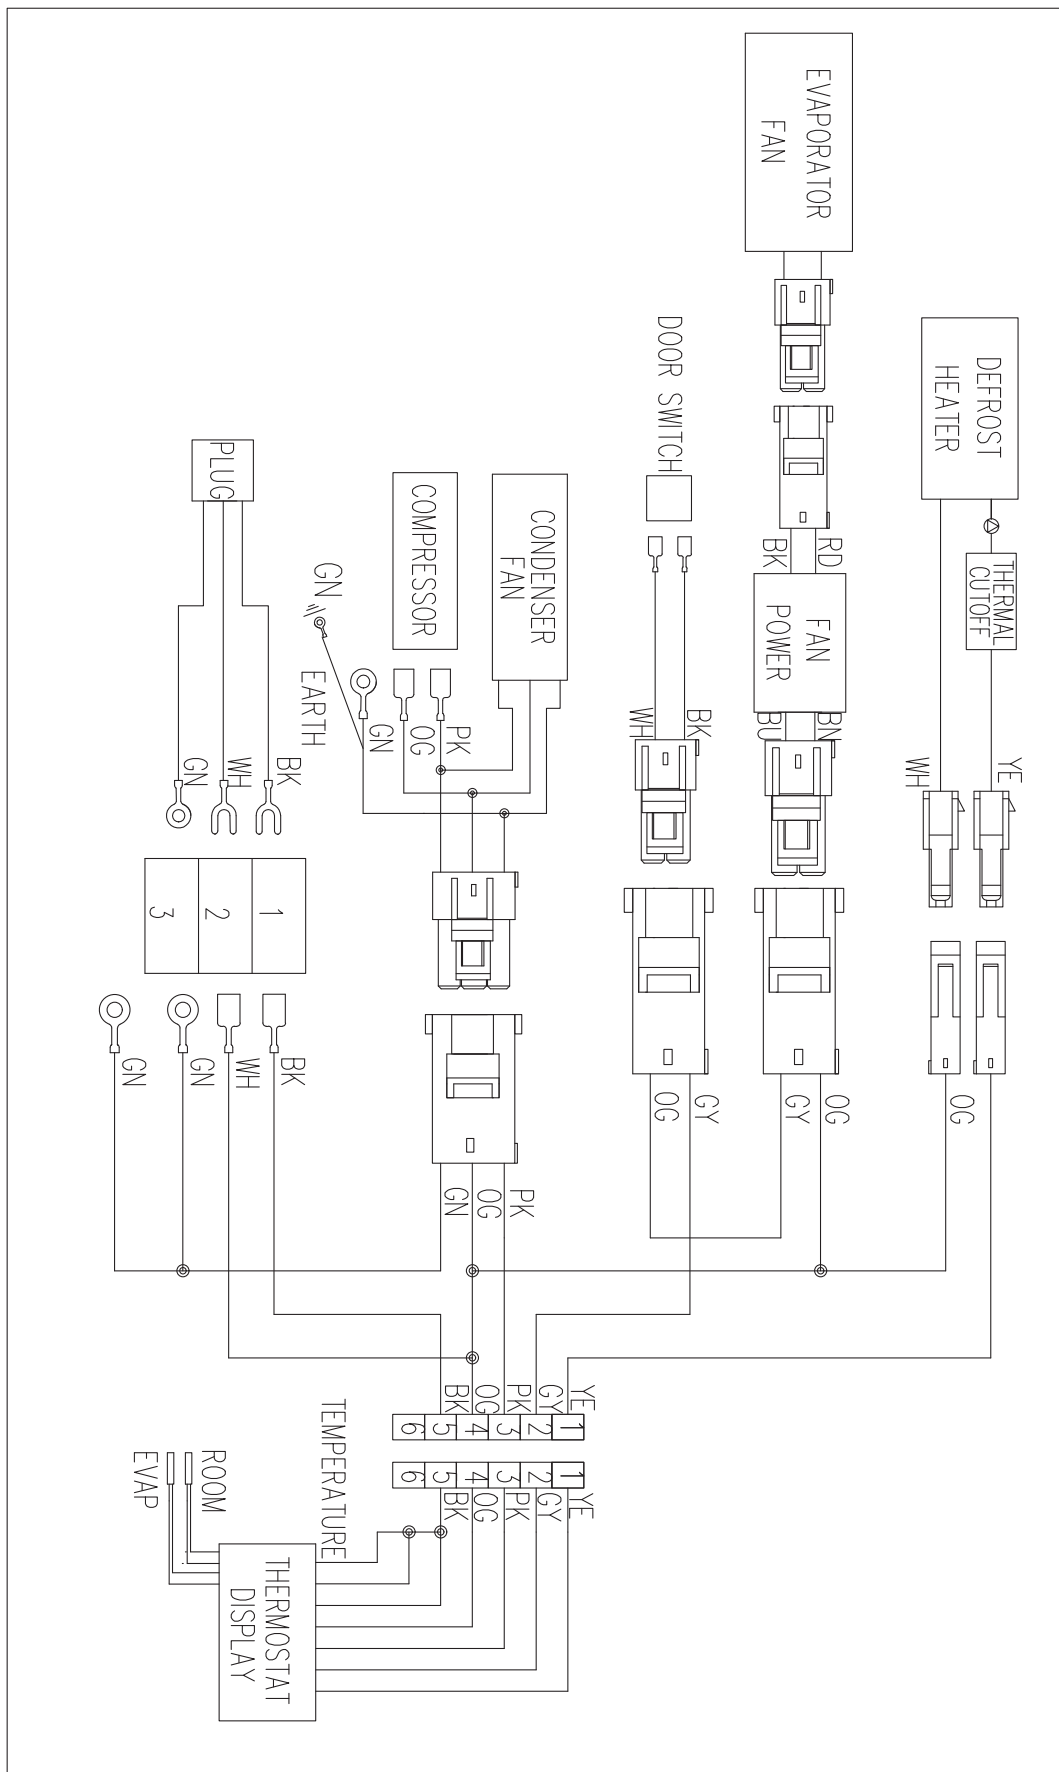 EVAPORATOR
FAN
DEFROST
HEATER
THERMAL
CUTOFF
YE
WH
OG
RD
BK
FAN
POWER
BN
BU
OG
GY
DOOR SWITCH
BK
WH
GY
OG
CONDENSER
FAN
COMPRESSOR
PK
OG
GN
GN
EARTH
PK
OG
GN
PLUG
BK
WH
GN
1
2
3
BK
WH
GN
GN
YE
GY
PK
OG
BK
1
2
3
4
5
6
1
2
3
4
5
6
YE
GY
PK
OG
BK
TEMPERATURE
ROOM
EVAP
THERMOSTAT
DISPLAY